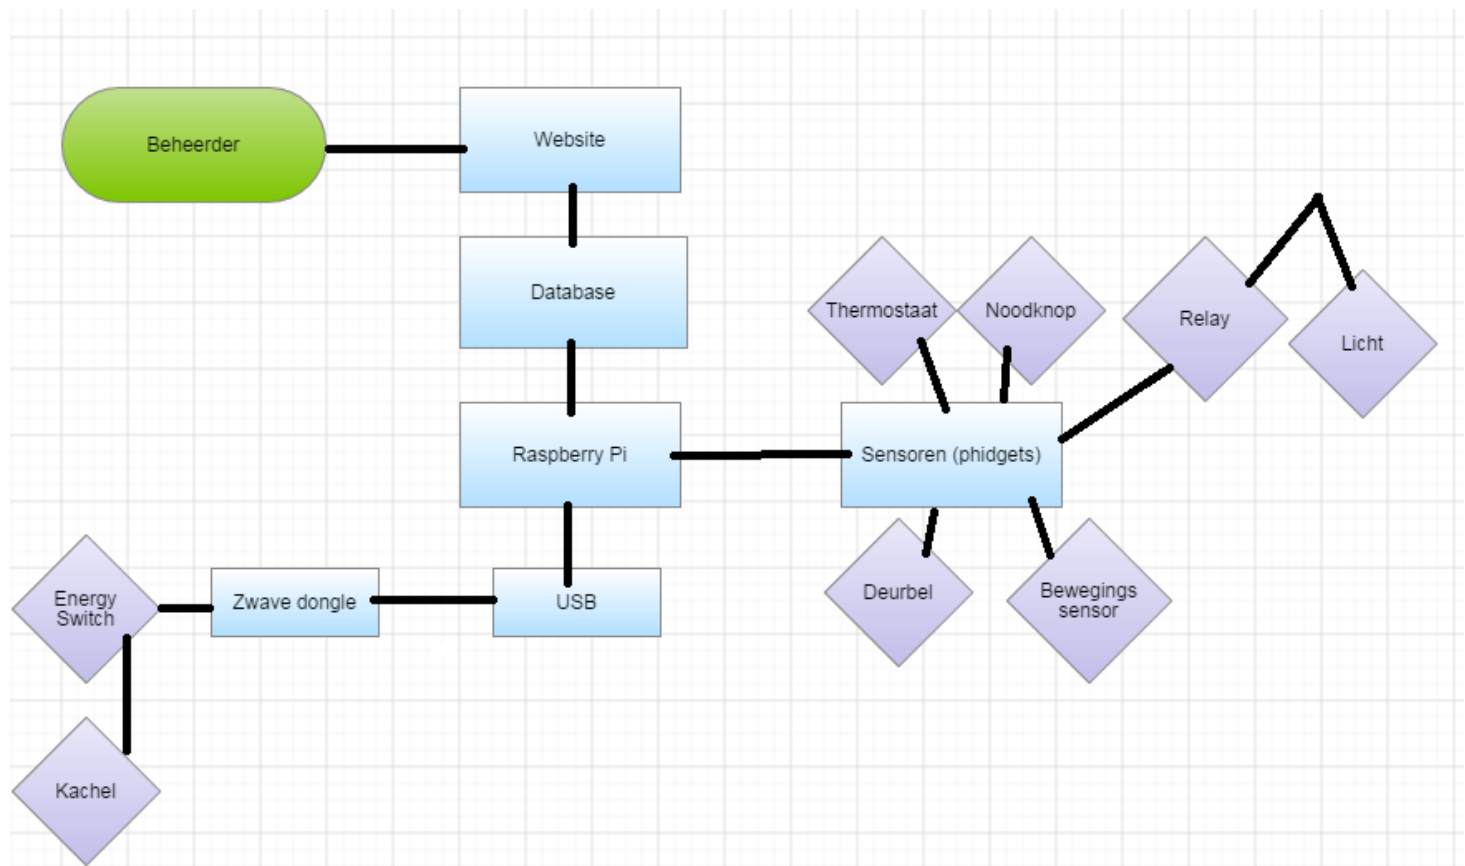 Beheerder
Website
Database
Thermostaat
Noodknop
Relay
Licht
Raspberry Pi
Sensoren (phidgets)
Energy
Switch
Zwave dongle
USB
Deurbel
Bewegings
sensor
Kachel